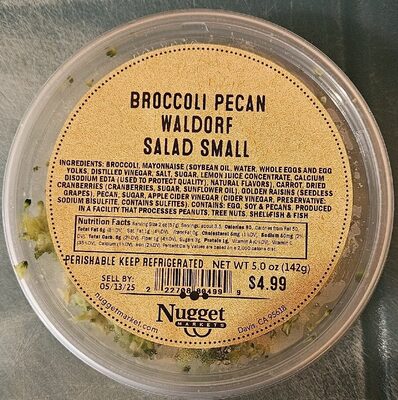 BROCCOLI PECAN
WALDORF
SALAD SMALL
INGREDIENTS: BROCCOLI, MAYONNAISE (SOYBEAN OIL, WATER, WHOLE EGGS AND EGG
YOLKS, DISTILLED VINEGAR, SALT, SUGAR, LEMON JUICE CONCENTRATE, CALCIUM
DISODIUM EDTA (USED TO PROTECT QUALITY), NATURAL FLAVORS), CARROT, DRIED
CRANBERRIES (CRANBERRIES, SUGAR, SUNFLOWER OIL), GOLDEN RAISINS (SEEDLESS
GRAPES), PECAN, SUGAR, APPLE CIDER VINEGAR (CIDER VINEGAR, PRESERVATIVE,
SODIUM BISULFITE, CONTAINS SULFITES). CONTAINS: EGG, SOY & PECANS. PRODUCED
IN A FACILITY THAT PROCESSES PEANUTS, TREE NUTS, SHELLFISH & FISH
Nutrition Facts
PERISHABLE KEEP REFRIGERATED NET WT 5.0 oz (142g)
SELL BY:
05/13/25
$4.99
Nugget
MARKETS
nuggetmarket.com
Davis, CA 95618